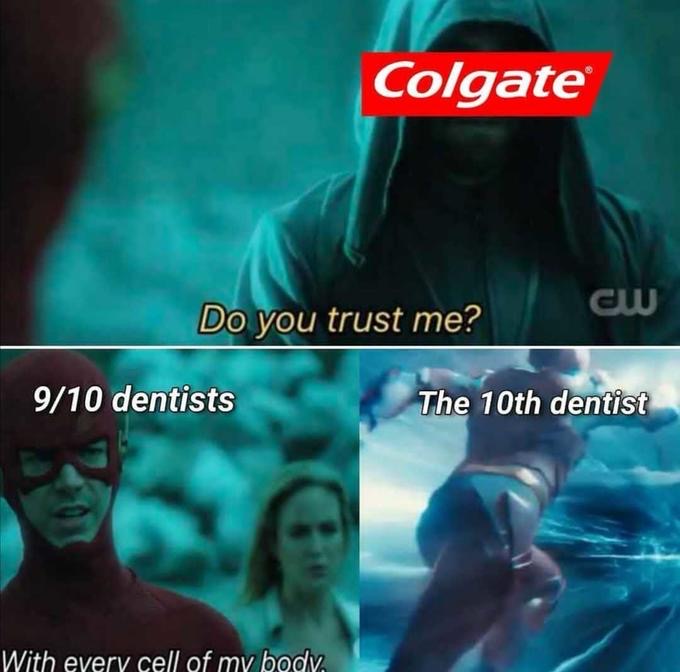 Colgate®
Do you trust me?
CW
9/10 dentists
The 10th dentist
With every cell of my body.